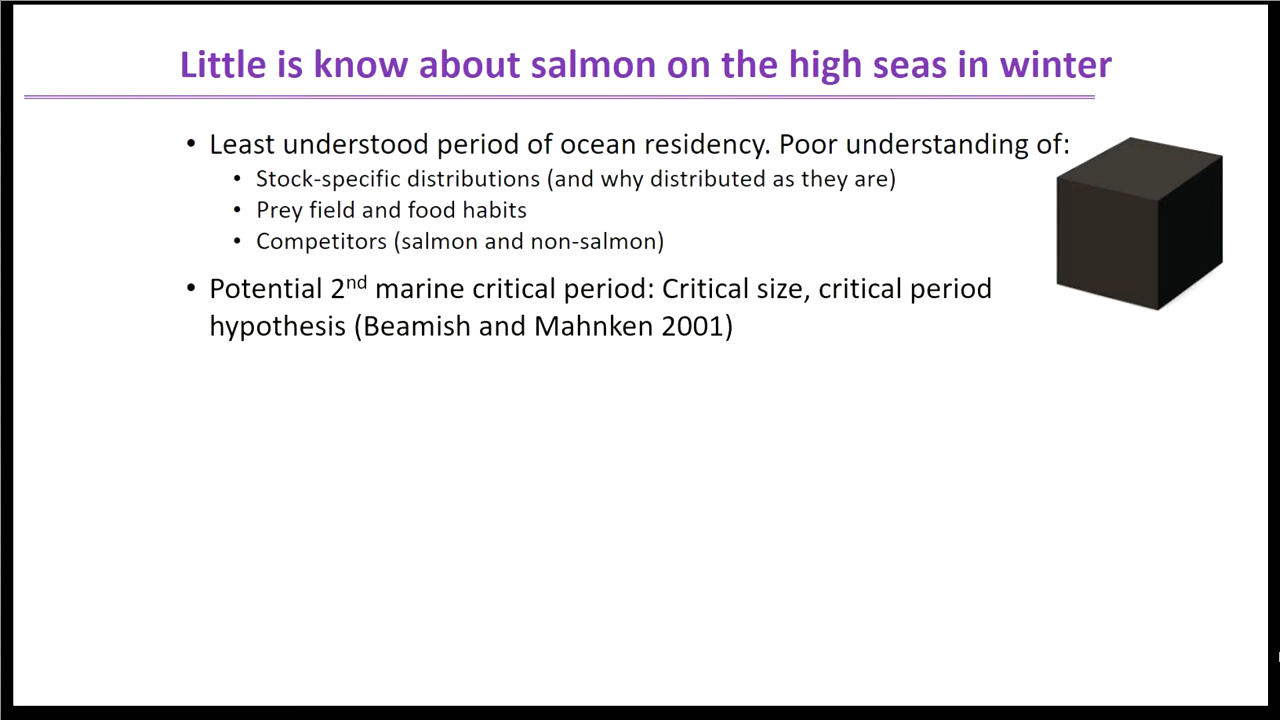 Little is know about salmon on the high seas in winter
• Least understood period of ocean residency. Poor understanding of:
• Stock-specific distributions (and why distributed as they are)
• Prey field and food habits
• Competitors (salmon and non-salmon)
• Potential 2nd marine critical period: Critical size, critical period
hypothesis (Beamish and Mahnken 2001)